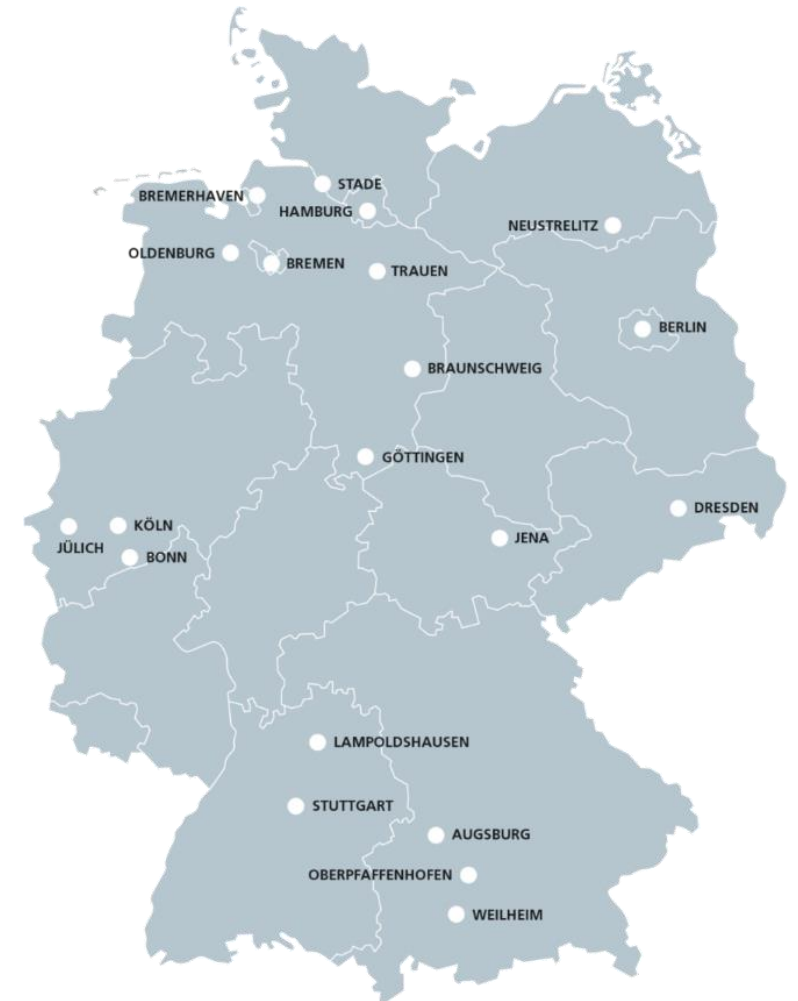 STADE
BREMERHAVEN
HAMBURG
NEUSTRELITZ
OLDENBURG
BREMEN
TRAUEN
BERLIN
BRAUNSCHWEIG
GÖTTINGEN
DRESDEN
KÖLN
JENA
JÜLICH
BONN
LAMPOLDSHAUSEN
STUTTGART
AUGSBURG
OBERPFAFFENHOFEN
WEILHEIM